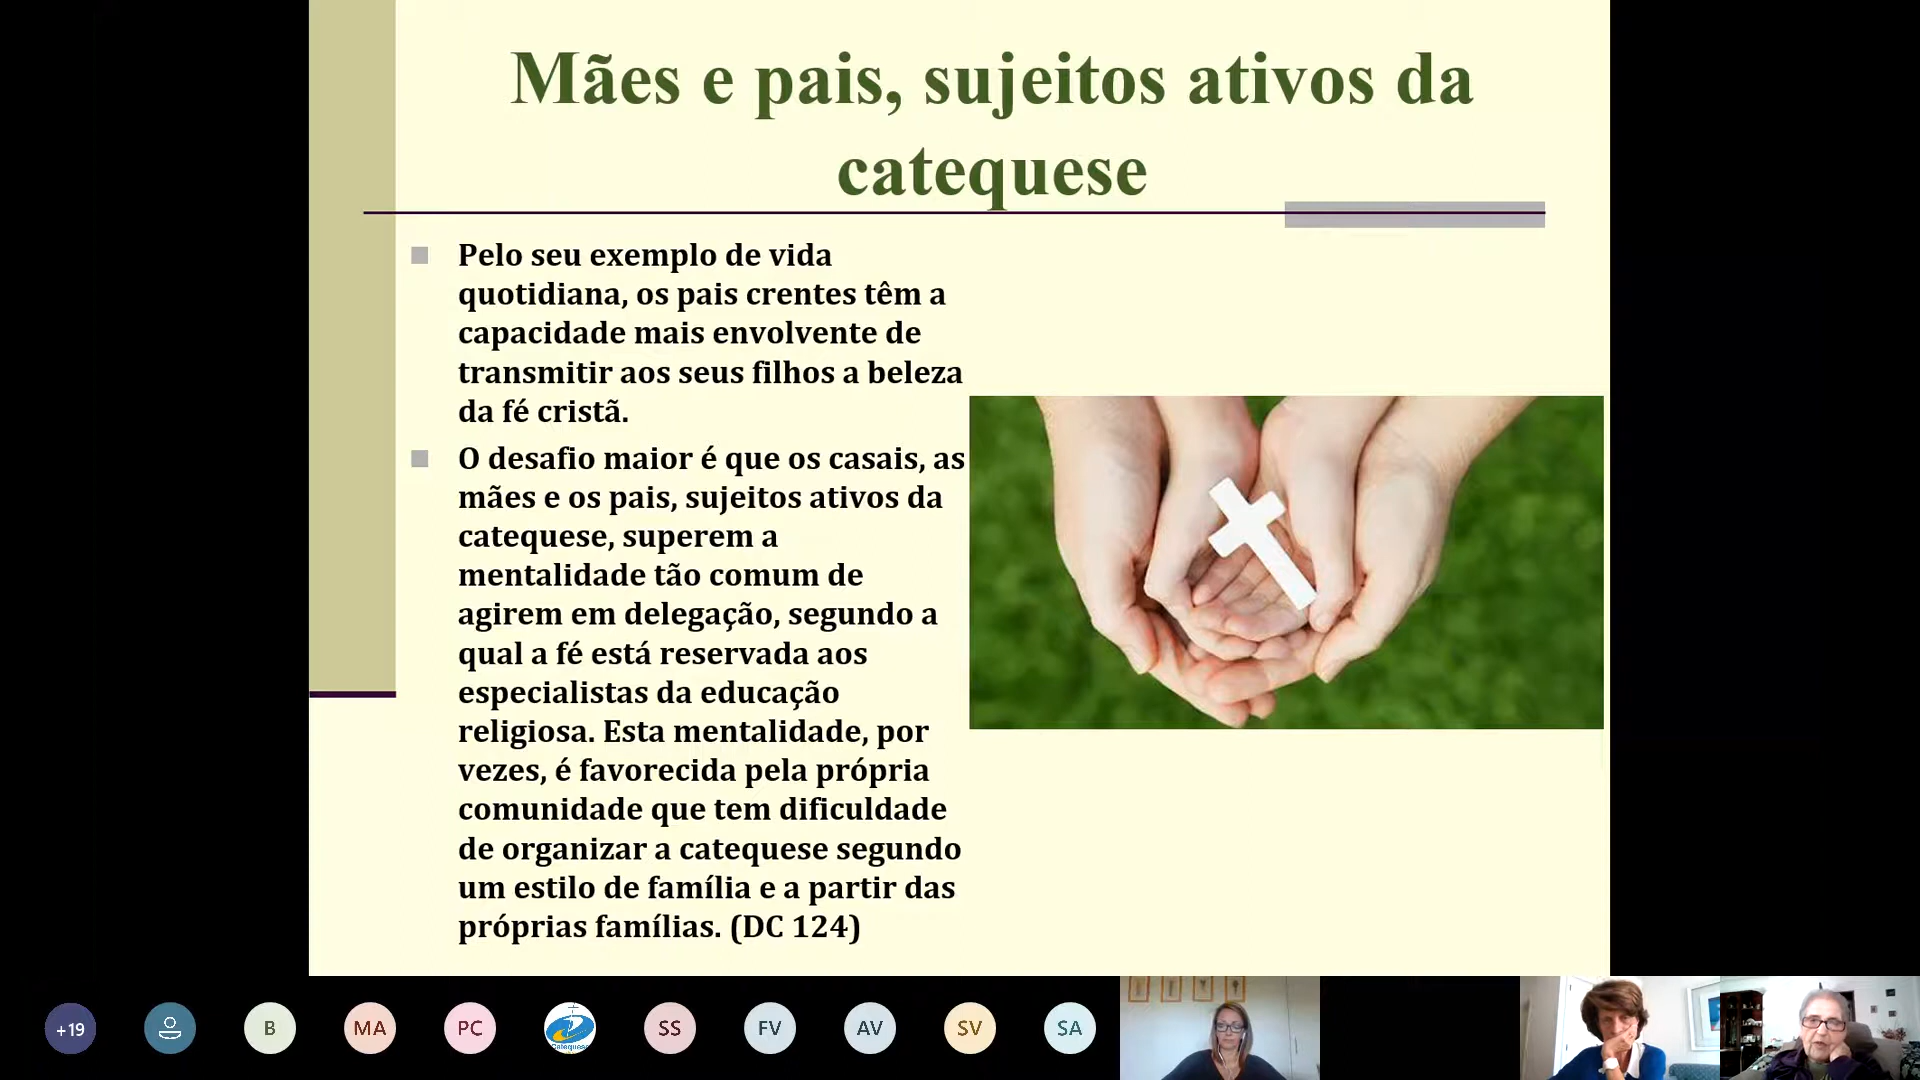 Mães e pais, sujeitos ativos da
catequese
Pelo seu exemplo de vida
quotidiana, os pais crentes têm a
capacidade mais envolvente de
transmitir aos seus filhos a beleza
da fé cristã.
O desafio maior é que os casais, as
mães e os pais, sujeitos ativos da
catequese, superem a
mentalidade tão comum de
agirem em delegação, segundo a
qual a fé está reservada aos
especialistas da educação
religiosa. Esta mentalidade, por
vezes, é favorecida pela própria
comunidade que tem dificuldade
de organizar a catequese segundo
um estilo de família e a partir das
próprias famílias. (DC 124)
+19
B
MA
PC
Catequese
SS
FV
AV
SV
SA